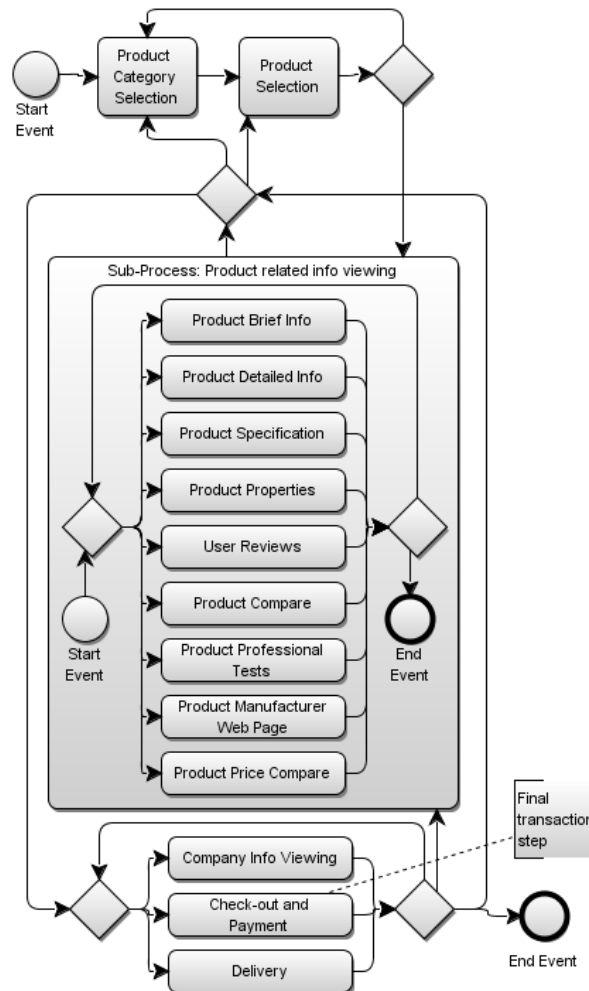 Product
Category
Selection
Product
Selection
Start
Event
Sub-Process: Product related info viewing
Product Brief Info
Product Detailed Info
Product Specification
Product Properties
User Reviews
Product Compare
Start
Event
End
Event
Product Professional
Tests
Product Manufacturer
Web Page
Product Price Compare
Final
transaction
step
Company Info Viewing
Check-out and
Payment
Delivery
End Event